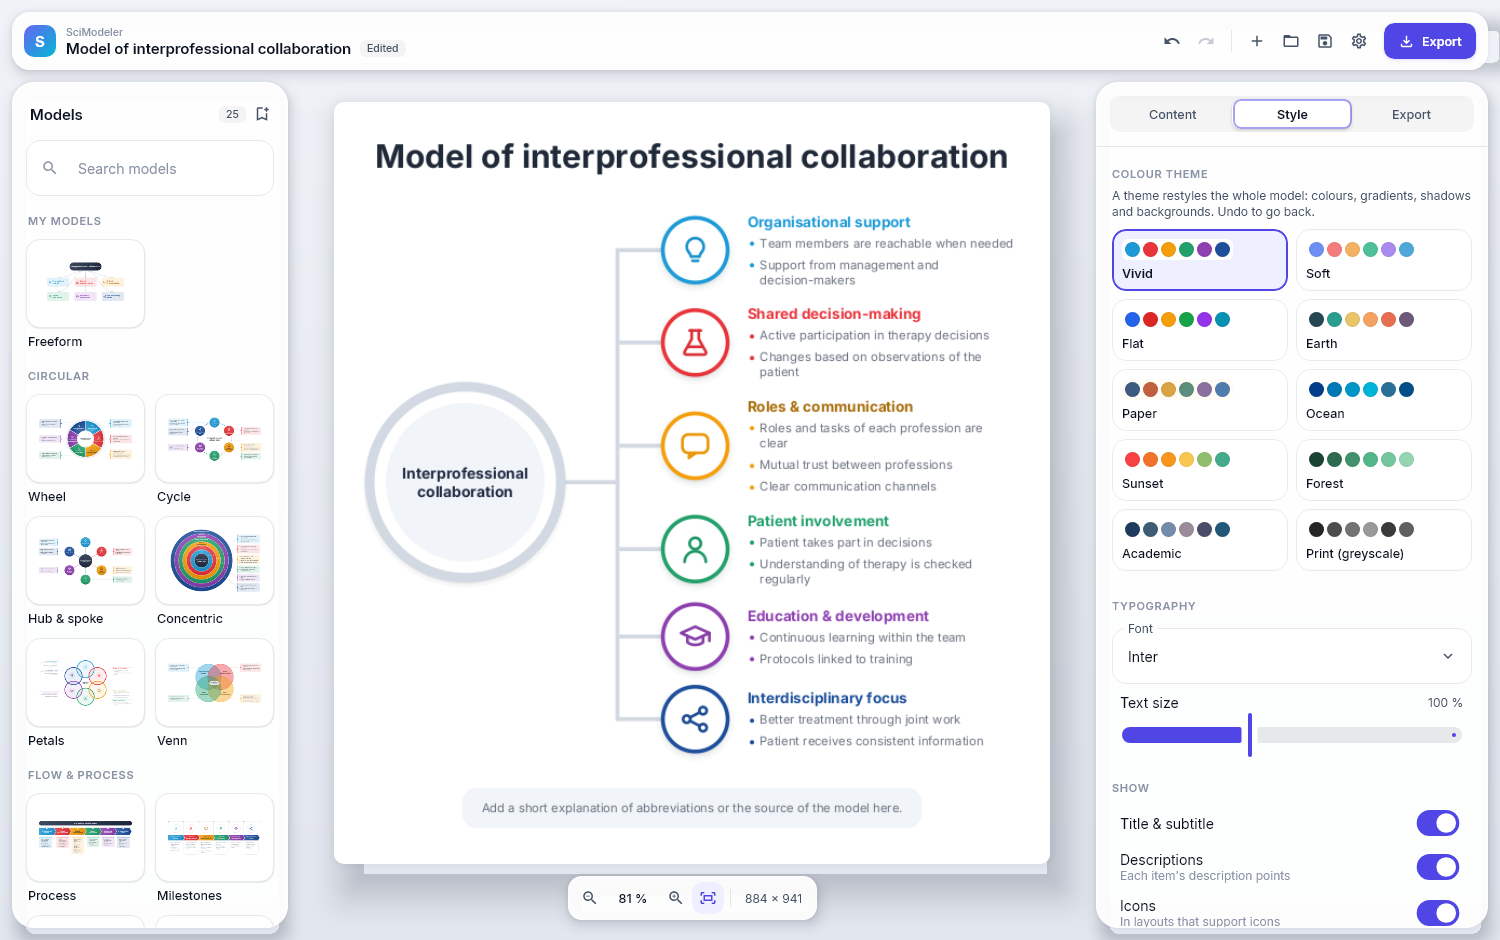 S
SciModeler
Model of interprofessional collaboration
Edited
Export
Models
25
Search models
MY MODELS
Freeform
CIRCULAR
Wheel
Cycle
Hub & spoke
Concentric
Petals
Venn
FLOW & PROCESS
Process
Milestones
Model of interprofessional collaboration
Interprofessional
collaboration
Organisational support
• Team members are reachable when needed
• Support from management and
decision-makers
Shared decision-making
• Active participation in therapy decisions
• Changes based on observations of the
patient
Roles & communication
• Roles and tasks of each profession are
clear
• Mutual trust between professions
• Clear communication channels
Patient involvement
• Patient takes part in decisions
• Understanding of therapy is checked
regularly
Education & development
• Continuous learning within the team
• Protocols linked to training
Interdisciplinary focus
• Better treatment through joint work
• Patient receives consistent information
Add a short explanation of abbreviations or the source of the model here.
81 %
884 × 941
Content
Style
Export
COLOUR THEME
A theme restyles the whole model: colours, gradients, shadows
and backgrounds. Undo to go back.
Vivid
Soft
Flat
Earth
Paper
Ocean
Sunset
Forest
Academic
Print (greyscale)
TYPOGRAPHY
Font
Inter
Text size
100 %
SHOW
Title & subtitle
Descriptions
Each item's description points
Icons
In layouts that support icons